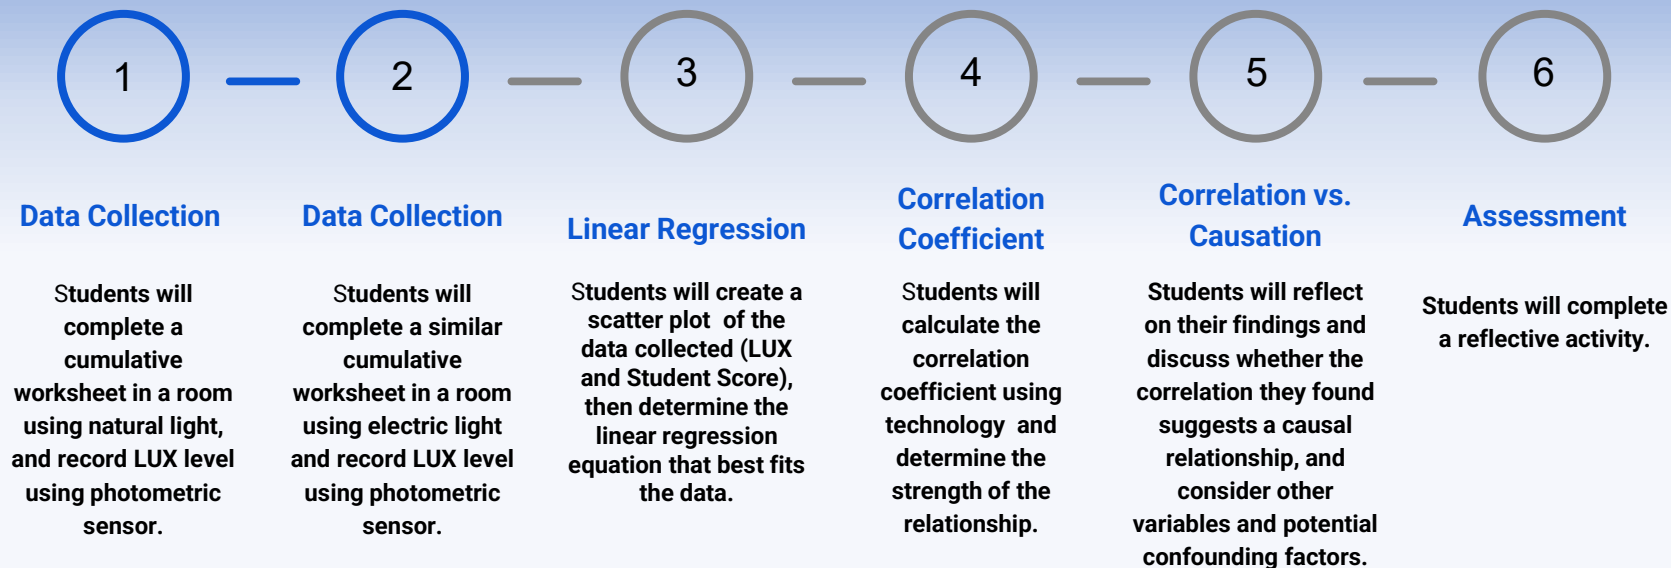 1
2
3
4
5
6
Data Collection
Students will
complete a
cumulative
worksheet in a room
using natural light,
and record LUX level
using photometric
sensor.
Data Collection
Students will
complete a similar
cumulative
worksheet in a room
using electric light
and record LUX level
using photometric
sensor.
Linear Regression
Students will create a
scatter plot of the
data collected (LUX
and Student Score),
then determine the
linear regression
equation that best fits
the data.
Correlation
Coefficient
Students will
calculate the
correlation
coefficient using
technology and
determine the
strength of the
relationship.
Correlation vs.
Causation
Students will reflect
on their findings and
discuss whether the
correlation they found
suggests a causal
relationship, and
consider other
variables and potential
confounding factors.
Assessment
Students will complete
a reflective activity.